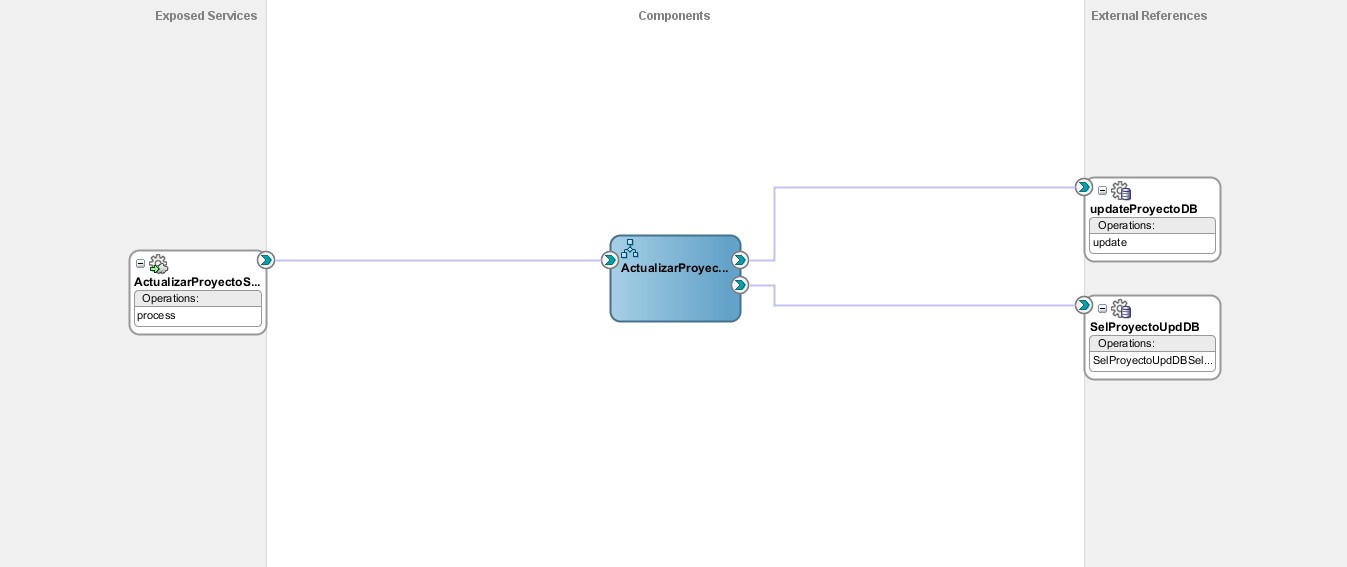 Exposed Services
Components
External References
ActualizarProyectoS...
Operations:
process
ActualizarProyec...
updateProyectoDB
Operations:
update
SelProyectoUpdDB
Operations:
SelProyectoUpdDBSel...